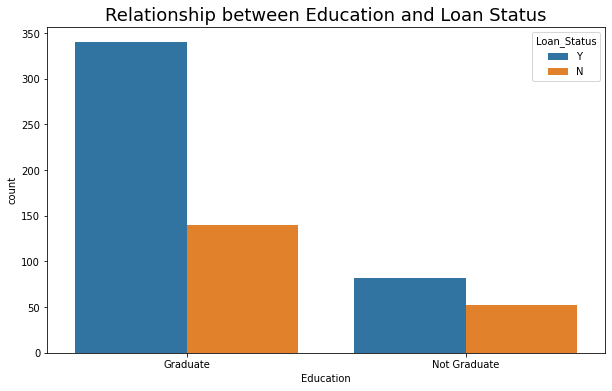 Relationship between Education and Loan Status
Loan_Status
Y
N
350
300
250
200
150
100
50
0
count
Graduate
Not Graduate
Education